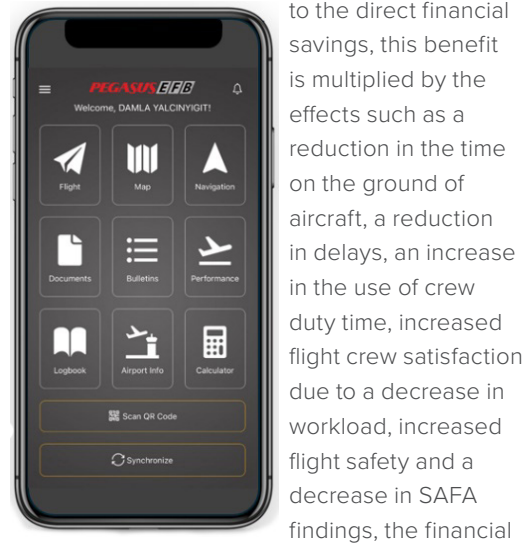 PEGASUS EFB
Welcome, DAMLA YALCINYIGIT!
Flight
Map
Navigation
Documents
Bulletins
Performance
Logbook
Airport Info
Calculator
Scan QR Code
Synchronize
to the direct financial
savings, this benefit
is multiplied by the
effects such as a
reduction in the time
on the ground of
aircraft, a reduction
in delays, an increase
in the use of crew
duty time, increased
flight crew satisfaction
due to a decrease in
workload, increased
flight safety and a
decrease in SAFA
findings, the financial